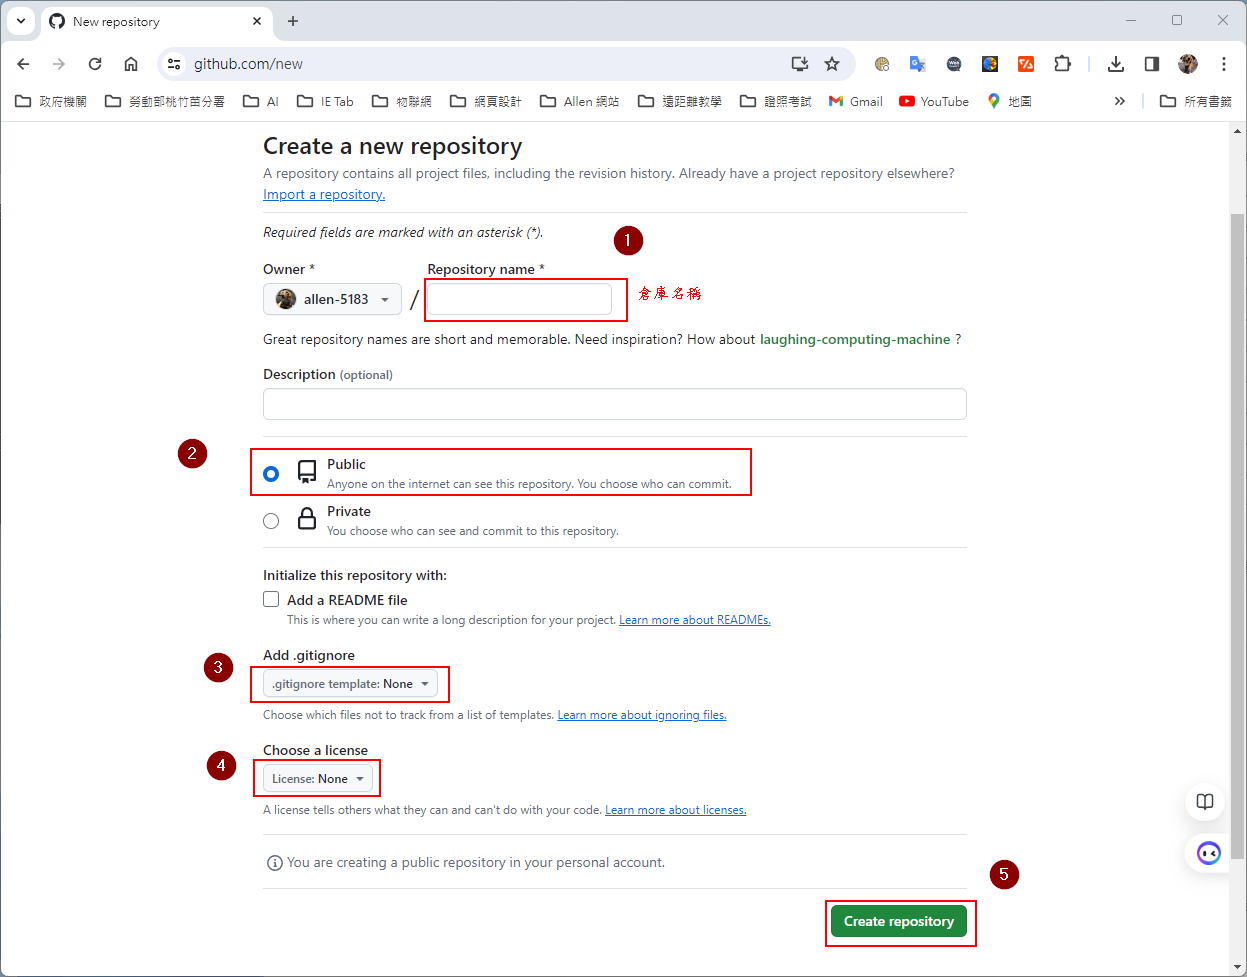 New repository
github.com/new
政府機關 勞動部桃竹苗分署 AI IE Tab 物聯網 網頁設計 Allen 網站 遠距離教學 證照考試 Gmail YouTube 地圖 » 所有書籤
Create a new repository
A repository contains all project files, including the revision history. Already have a project repository elsewhere?
Import a repository.
Required fields are marked with an asterisk (*).
1
Owner * Repository name *
allen-5183 / 倉庫名稱
Great repository names are short and memorable. Need inspiration? How about laughing-computing-machine ?
Description (optional)
2
Public
Anyone on the internet can see this repository. You choose who can commit.
Private
You choose who can see and commit to this repository.
Initialize this repository with:
Add a README file
This is where you can write a long description for your project. Learn more about READMEs.
Add .gitignore
3
.gitignore template: None
Choose which files not to track from a list of templates. Learn more about ignoring files.
Choose a license
4
License: None
A license tells others what they can and can't do with your code. Learn more about licenses.
You are creating a public repository in your personal account.
5
Create repository